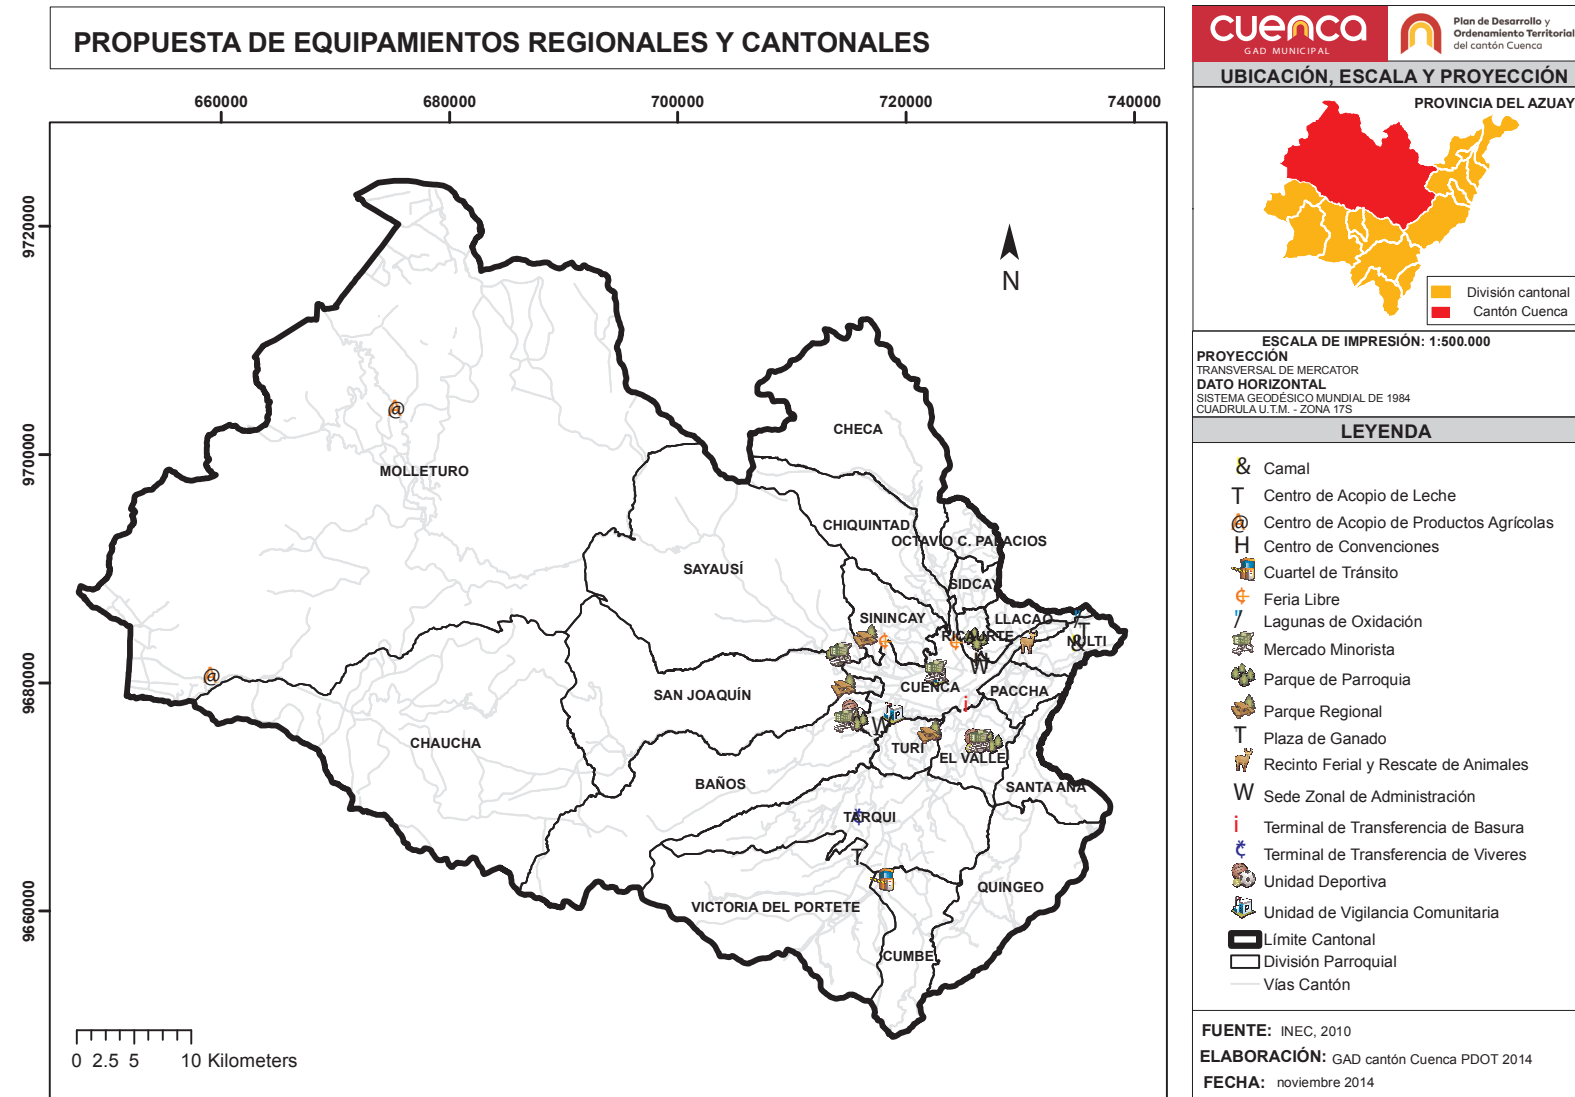 PROPUESTA DE EQUIPAMIENTOS REGIONALES Y CANTONALES
cuenca
GAD MUNICIPAL
Plan de Desarrollo y
Ordenamiento Territorial
del cantón Cuenca
UBICACIÓN, ESCALA Y PROYECCIÓN
PROVINCIA DEL AZUAY
División cantonal
Cantón Cuenca
ESCALA DE IMPRESIÓN: 1:500.000
PROYECCIÓN
TRANSVERSAL DE MERCATOR
DATO HORIZONTAL
SISTEMA GEODÉSICO MUNDIAL DE 1984
CUADRULA U.T.M. - ZONA 17S
LEYENDA
& Camal
T Centro de Acopio de Leche
@ Centro de Acopio de Productos Agrícolas
H Centro de Convenciones
Cuartel de Tránsito
Feria Libre
Lagunas de Oxidación
Mercado Minorista
Parque de Parroquia
Parque Regional
T Plaza de Ganado
Recinto Ferial y Rescate de Animales
W Sede Zonal de Administración
i Terminal de Transferencia de Basura
Terminal de Transferencia de Viveres
Unidad Deportiva
Unidad de Vigilancia Comunitaria
Límite Cantonal
División Parroquial
Vías Cantón
FUENTE: INEC, 2010
ELABORACIÓN: GAD cantón Cuenca PDOT 2014
FECHA: noviembre 2014
660000 680000 700000 720000 740000
9720000
9700000
9680000
9660000
N
@
MOLLETURO
CHECA
CHIQUINTAD
OCTAVIO C. PALACIOS
SAYAUSÍ
SIDCAY
SININCAY
LLACAO
RICAURTE
T
NULTI
&
W
@
SAN JOAQUÍN
CUENCA
PACCHA
i
W
CHAUCHA
TURI
EL VALLE
BAÑOS
SANTA ANA
TARQUI
T
QUINGEO
VICTORIA DEL PORTETE
CUMBE
0 2.5 5 10 Kilometers